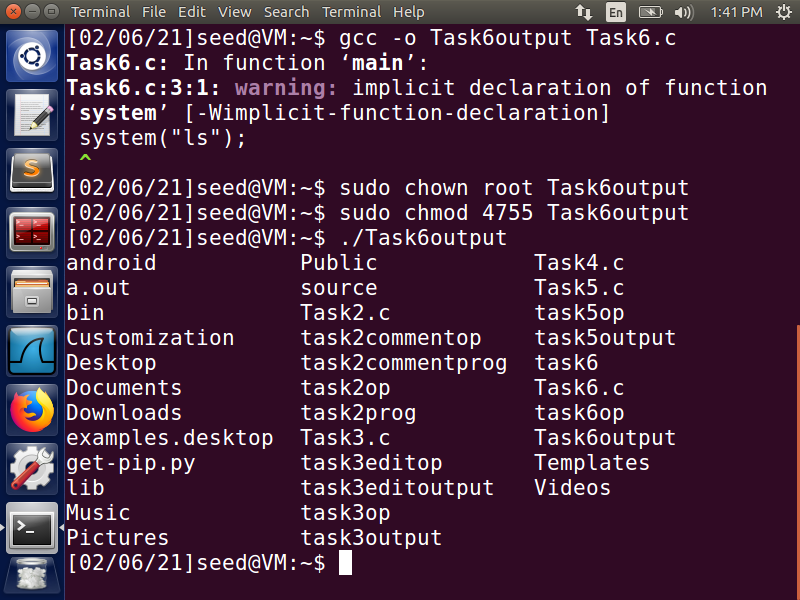 Terminal File Edit View Search Terminal Help En 1:41 PM
[02/06/21]seed@VM:~$ gcc -o Task6output Task6.c
Task6.c: In function ‘main’:
Task6.c:3:1: warning: implicit declaration of function
‘system’ [-Wimplicit-function-declaration]
 system("ls");
 ^
[02/06/21]seed@VM:~$ sudo chown root Task6output
[02/06/21]seed@VM:~$ sudo chmod 4755 Task6output
[02/06/21]seed@VM:~$ ./Task6output
android Public Task4.c
a.out source Task5.c
bin Task2.c task5op
Customization task2commentop task5output
Desktop task2commentprog task6
Documents task2op Task6.c
Downloads task2prog task6op
examples.desktop Task3.c Task6output
get-pip.py task3editop Templates
lib task3editoutput Videos
Music task3op
Pictures task3output
[02/06/21]seed@VM:~$